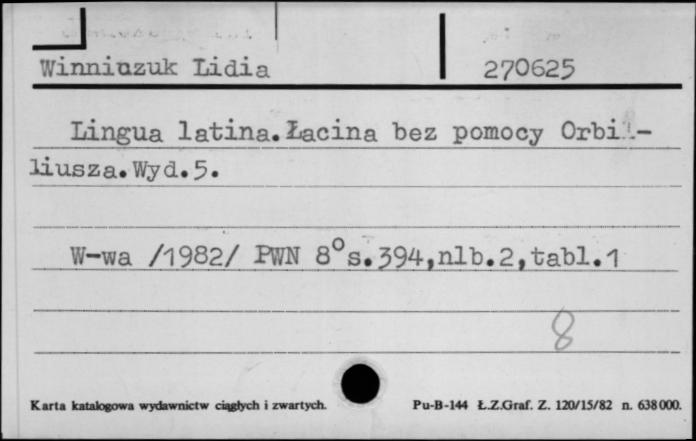 Winniczuk Lidia
270625
Lingua latina. Łacina bez pomocy Orbi-
liusza. Wyd. 5.
W-wa /1982/ PWN 8° s. 394, nlb. 2, tabl. 1
8
Karta katalogowa wydawnictw ciągłych i zwartych.
Pu-B-144 Ł.Z.Graf. Z. 120/15/82 n. 638000.